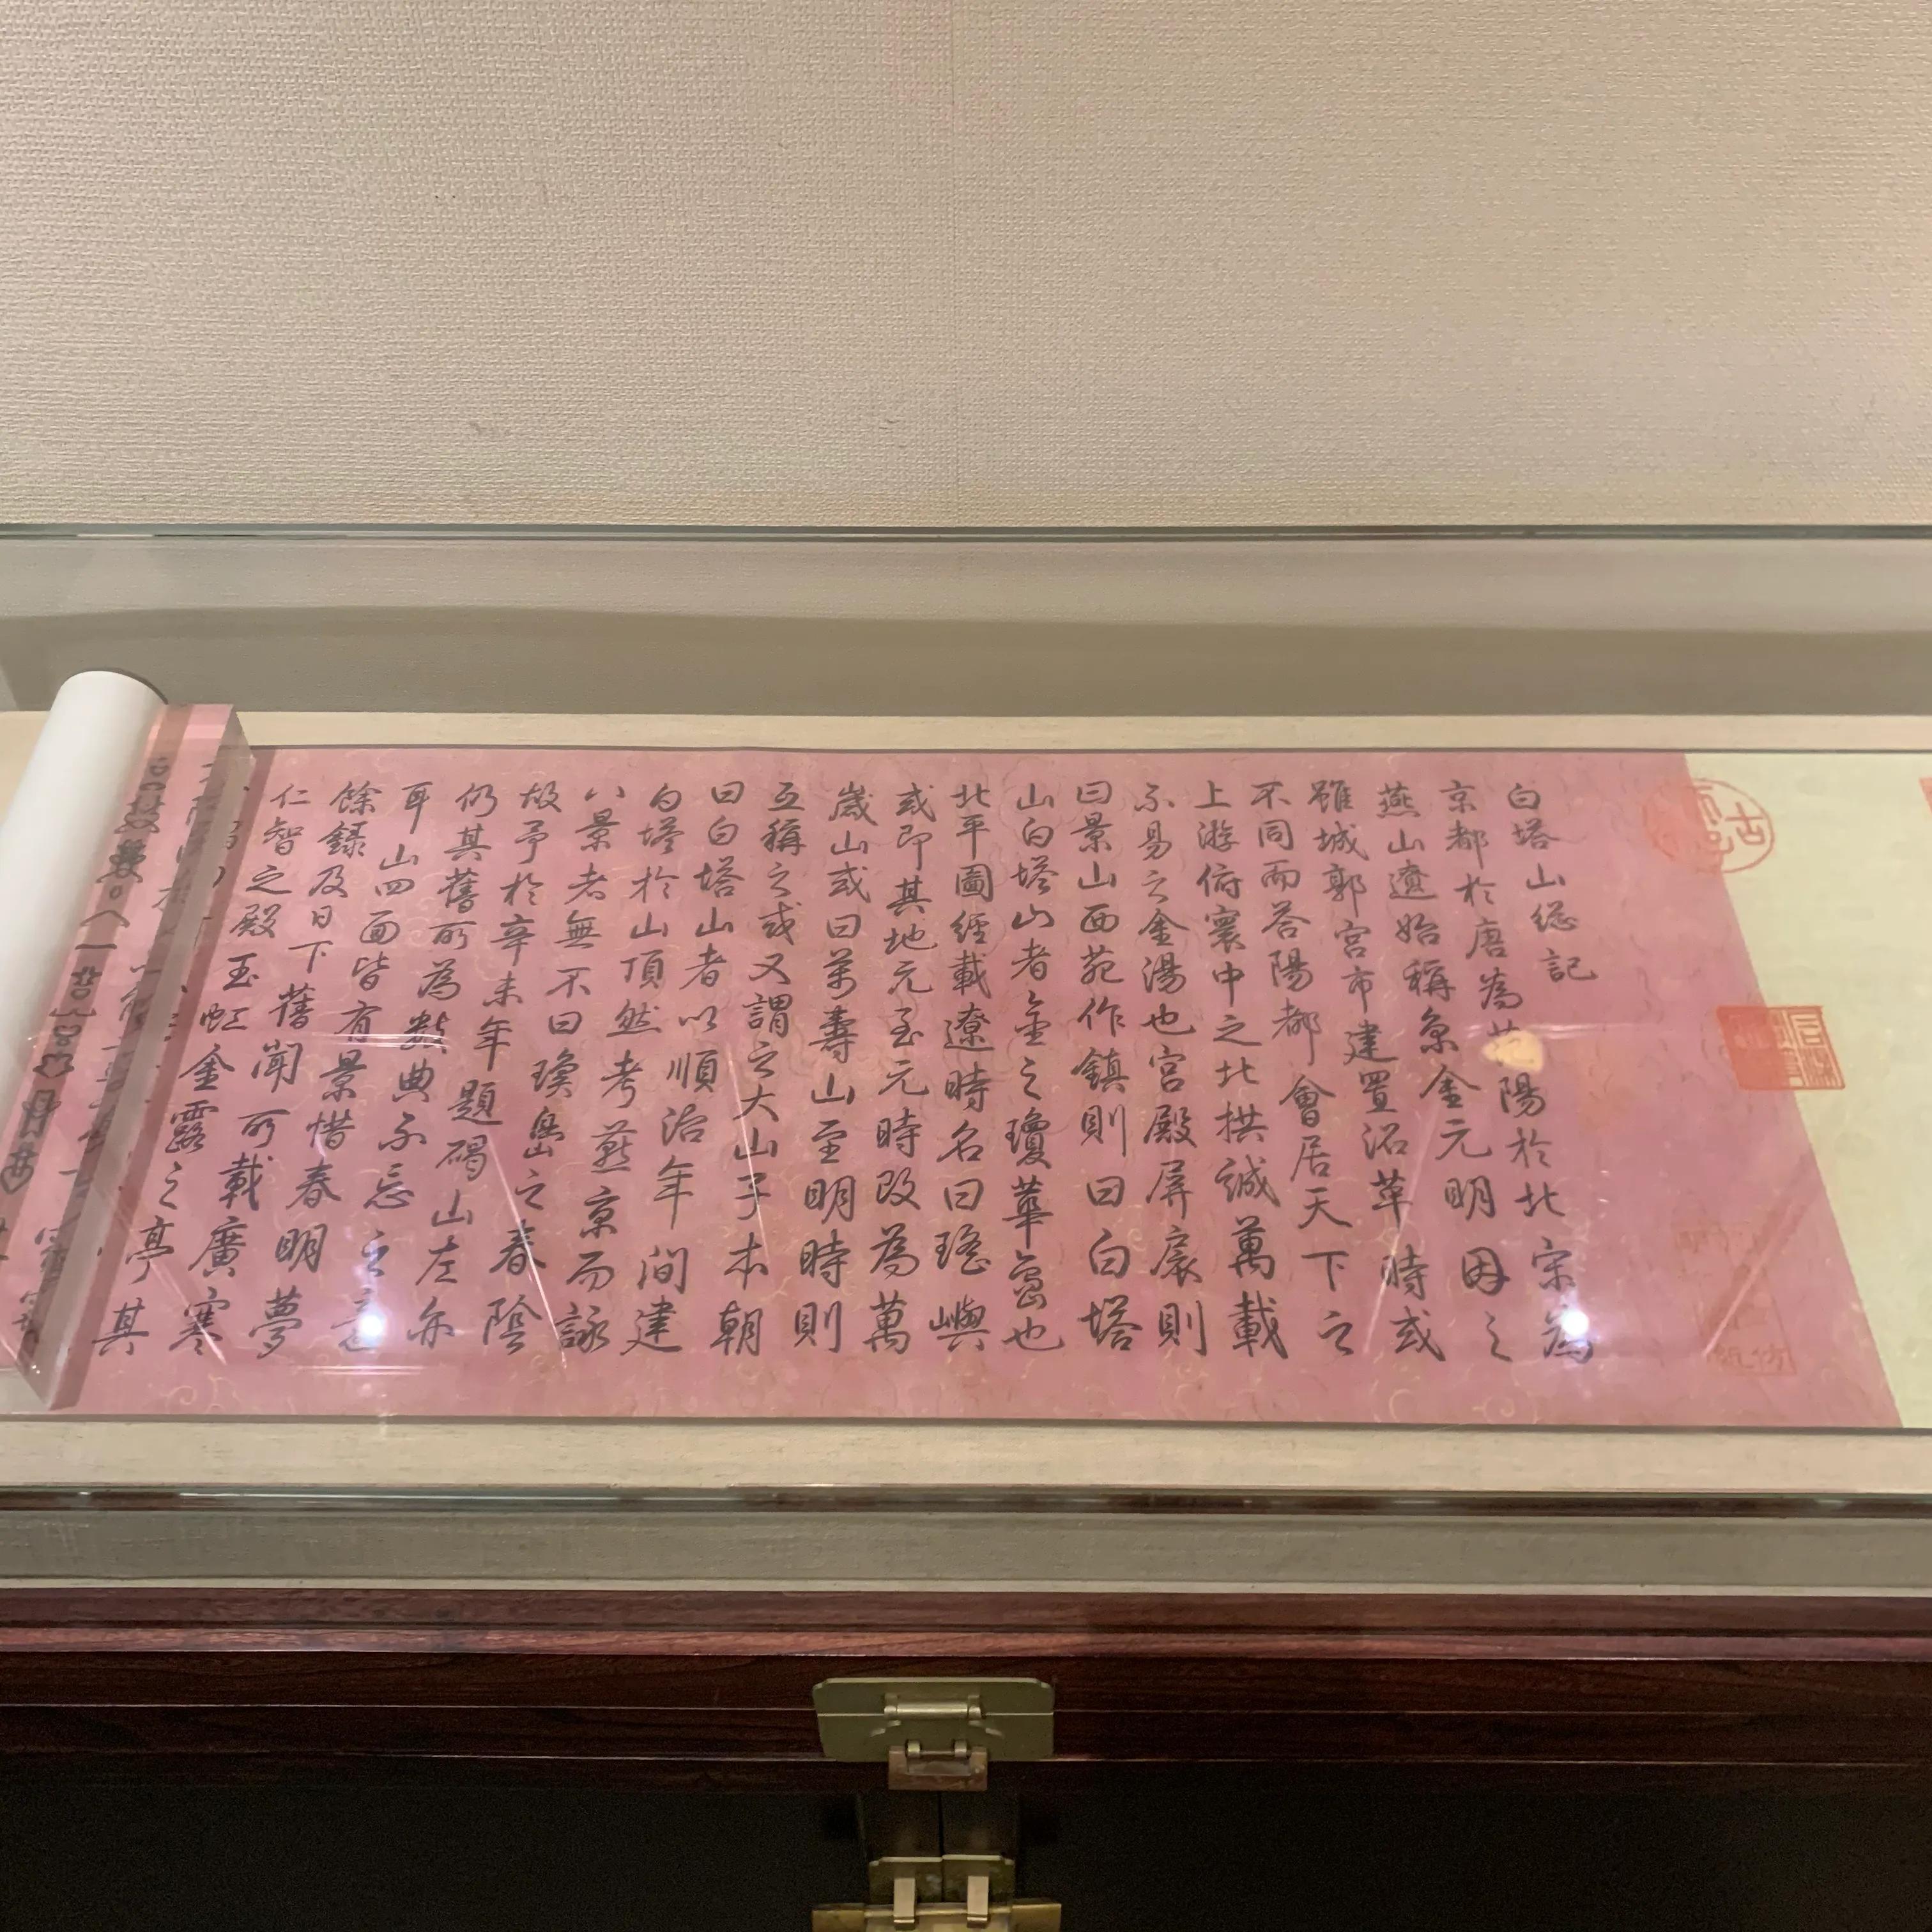 白塔山總記
京都於唐為范陽於北宋為
燕山遼始稱京金元明因之
雖城郭宮市建置沿革時或
不同而答陽都會居天下之
上游俯寰中之北拱誠萬載
不易之金湯也宮殿屏扆則
曰景山西苑作鎮則曰白塔
山白塔山者金之瓊華島也
北平圖經載遼時名曰瑤嶼
或即其地元至元時改為萬
歲山或曰萬壽山至明時則
互稱之或又謂之大山子本朝
曰白塔山者以順治年間建
白塔於山頂然考燕京而詠
八景者無不曰瓊島之春陰
故予於辛未年題碣山左亦
仍其舊所為數典不忘之意
耳山四面皆有景惜春明夢
餘錄及日下舊聞所載廣寒
仁智之殿玉虹金露之亭其